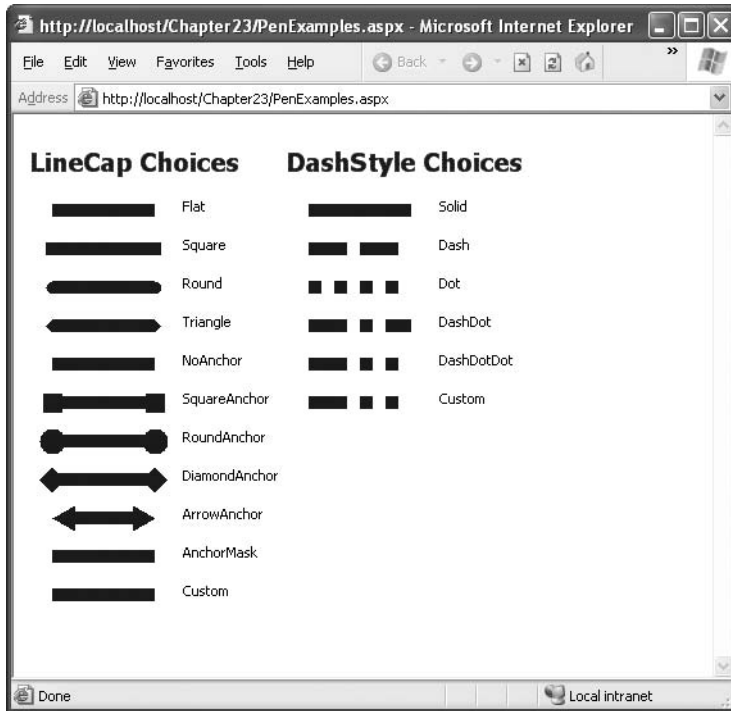 http://localhost/Chapter23/PenExamples.aspx - Microsoft Internet Explorer
File Edit View Favorites Tools Help Back »
Address http://localhost/Chapter23/PenExamples.aspx
LineCap Choices
Flat
Square
Round
Triangle
NoAnchor
SquareAnchor
RoundAnchor
DiamondAnchor
ArrowAnchor
AnchorMask
Custom
DashStyle Choices
Solid
Dash
Dot
DashDot
DashDotDot
Custom
Done Local intranet